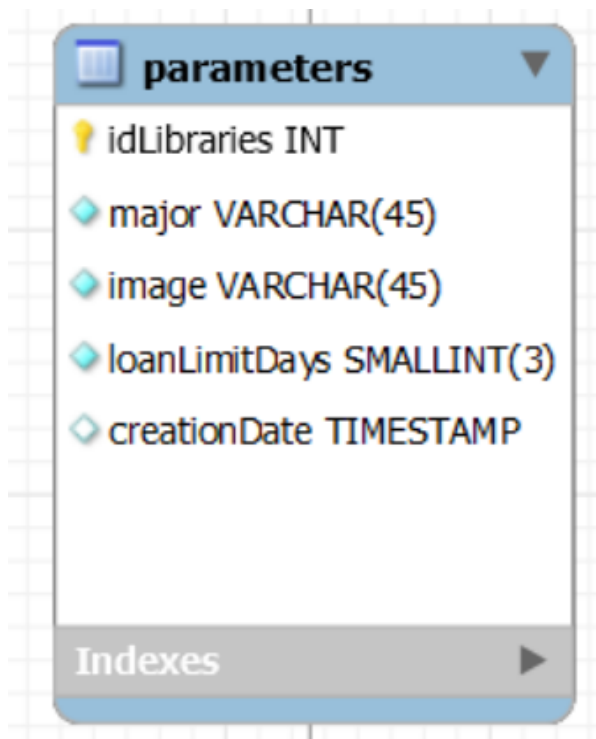 parameters
idLibraries INT
major VARCHAR(45)
image VARCHAR(45)
loanLimitDays SMALLINT(3)
creationDate TIMESTAMP
Indexes